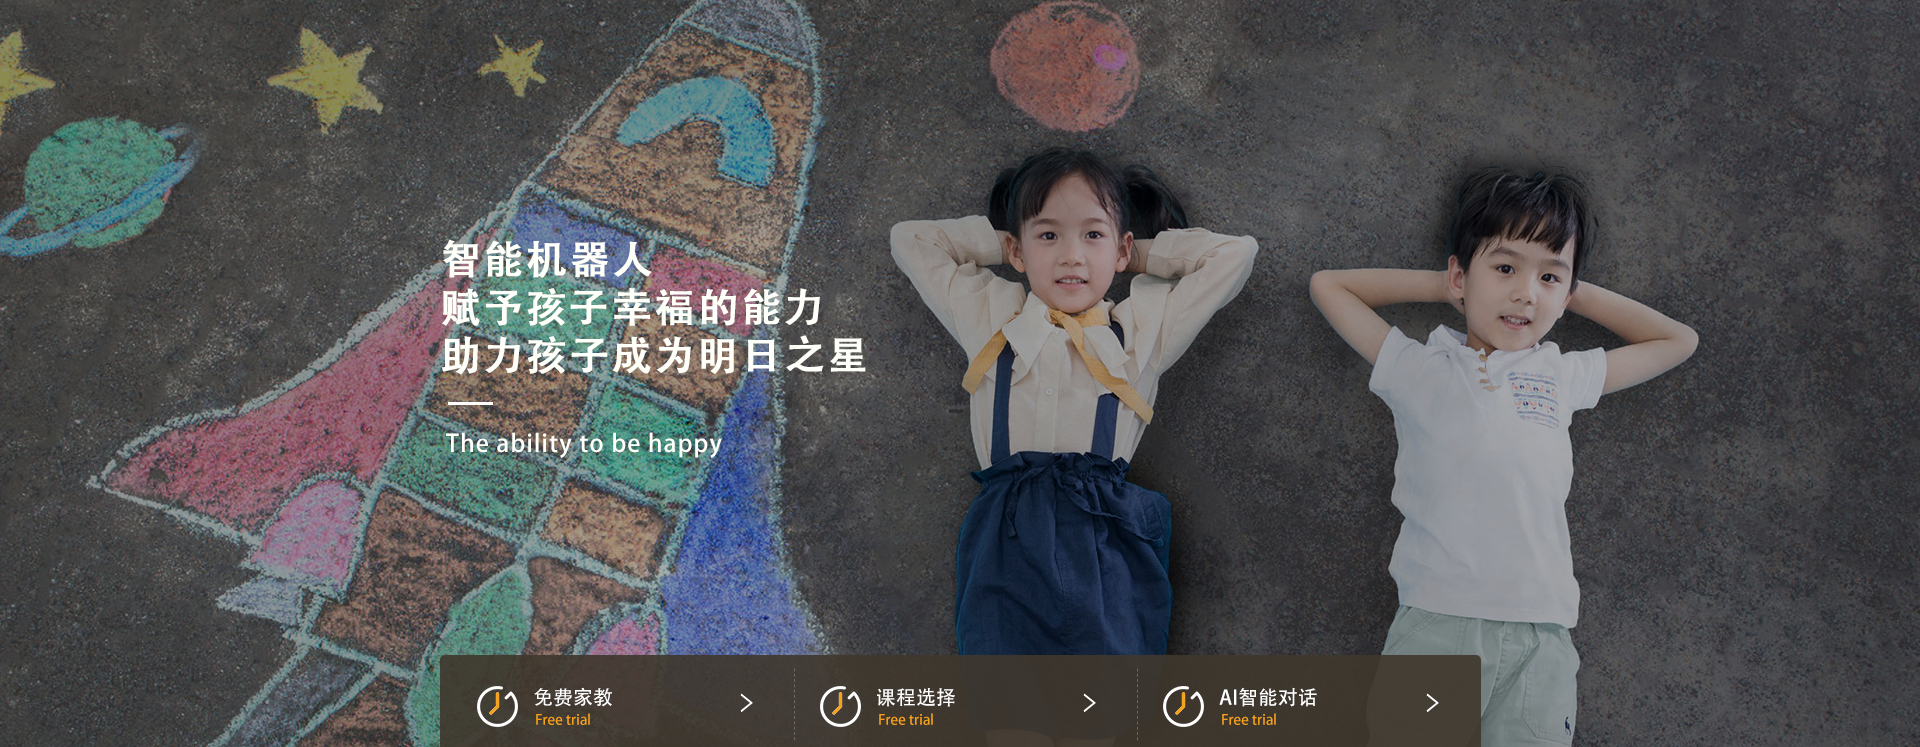 智能机器人
赋予孩子幸福的能力
助力孩子成为明日之星
The ability to be happy
免费家教
Free trial
课程选择
Free trial
AI智能对话
Free trial